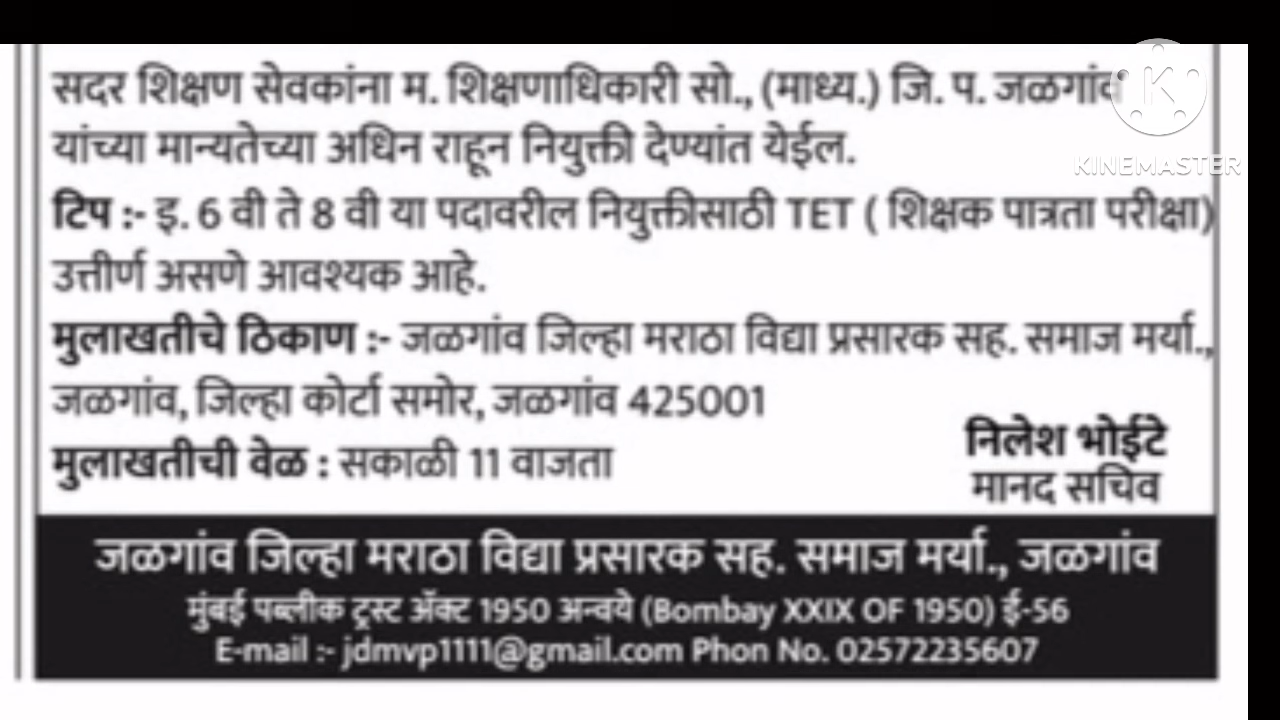 सदर शिक्षण सेवकांना म. शिक्षणाधिकारी सो., (माध्य.) जि. प. जळगांव
यांच्या मान्यतेच्या अधिन राहून नियुक्ती देण्यांत येईल.
टिप :- इ. 6 वी ते 8 वी या पदावरील नियुक्तीसाठी TET ( शिक्षक पात्रता परीक्षा)
उत्तीर्ण असणे आवश्यक आहे.
मुलाखतीचे ठिकाण :- जळगांव जिल्हा मराठा विद्या प्रसारक सह. समाज मर्या.,
जळगांव, जिल्हा कोर्टा समोर, जळगांव 425001
मुलाखतीची वेळ : सकाळी 11 वाजता
निलेश भोईटे
मानद सचिव
जळगांव जिल्हा मराठा विद्या प्रसारक सह. समाज मर्या., जळगांव
मुंबई पब्लीक ट्रस्ट ॲक्ट 1950 अन्वये (Bombay XXIX OF 1950) ई-56
E-mail :- jdmvp1111@gmail.com Phon No. 02572235607
K
KINEMASTER